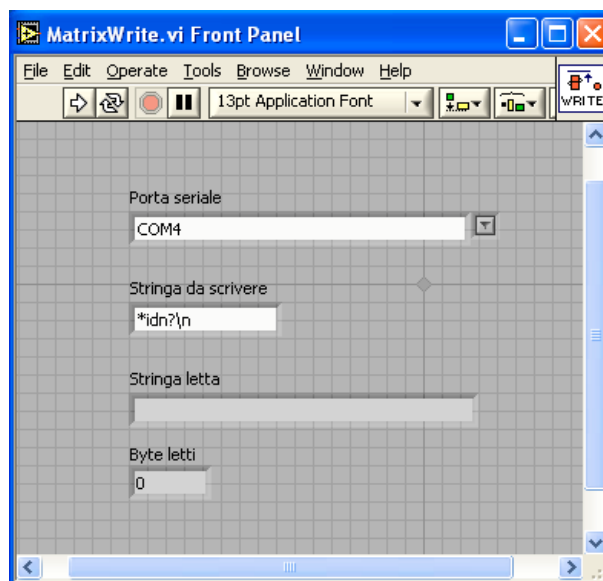 MatrixWrite.vi Front Panel
File Edit Operate Tools Browse Window Help
13pt Application Font
WRITE
Porta seriale
COM4
Stringa da scrivere
*idn?\n
Stringa letta
Byte letti
0